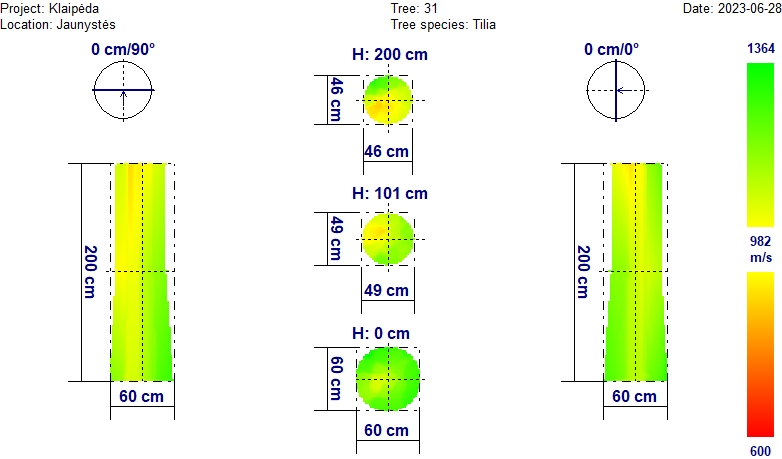 Project: Klaipėda
Location: Jaunystės
Tree: 31
Tree species: Tilia
Date: 2023-06-28
0 cm/90°
200 cm
60 cm
H: 200 cm
46 cm
46 cm
H: 101 cm
49 cm
49 cm
H: 0 cm
60 cm
60 cm
0 cm/0°
200 cm
60 cm
1364
982
m/s
600